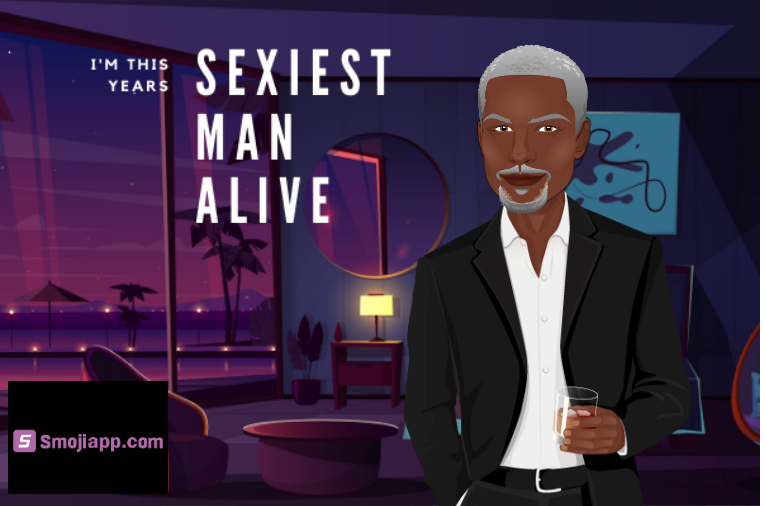 I'M THIS
YEARS
SEXIEST
MAN
ALIVE
S Smojiapp.com